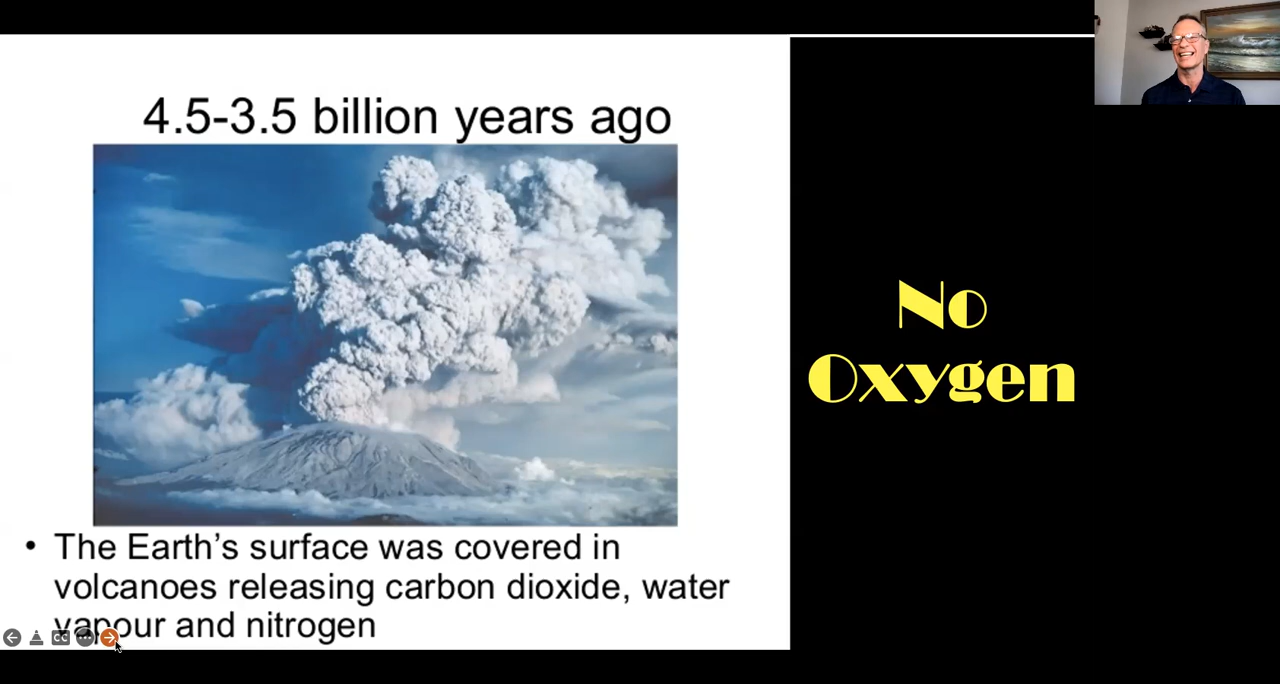 4.5-3.5 billion years ago
• The Earth's surface was covered in
volcanoes releasing carbon dioxide, water
vapour and nitrogen
CC
No
Oxygen